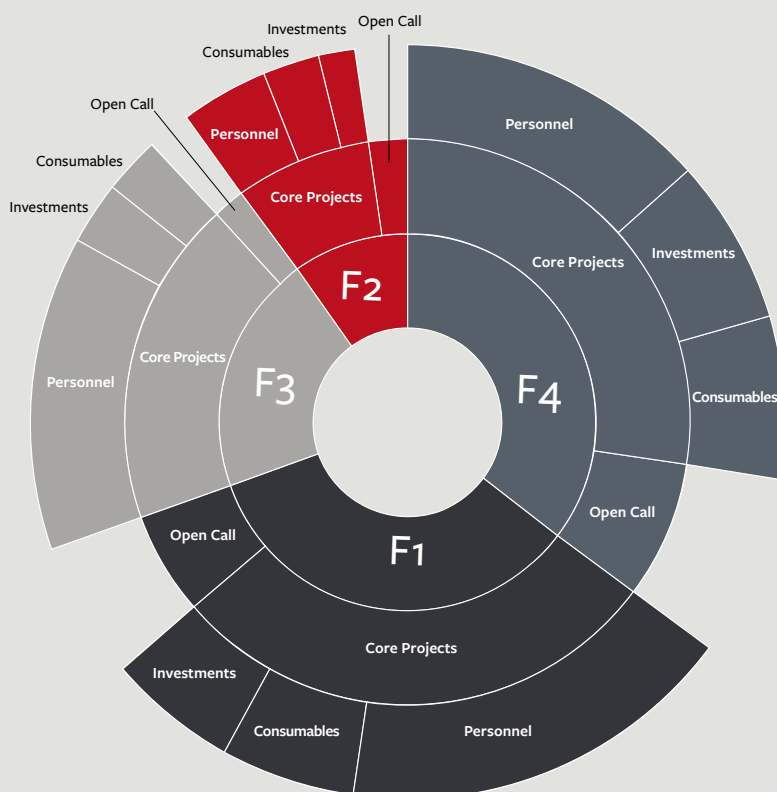 Open Call
Investments
Consumables
Personnel
Open Call
Personnel
Consumables
Core Projects
Investments
Investments
Core Projects
F2
Core Projects
F3
F4
Personnel
Consumables
Open Call
Open Call
F1
Core Projects
Investments
Consumables
Personnel